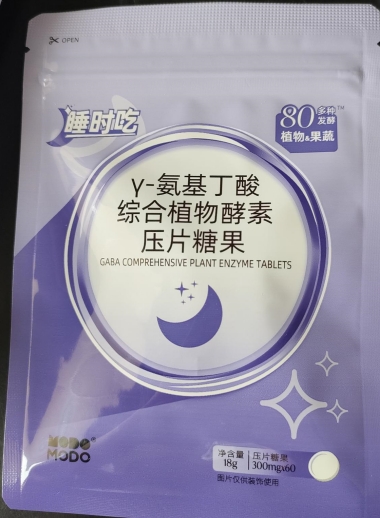 OPEN
睡时吃
80多种™
发酵
植物&果蔬
γ-氨基丁酸
综合植物酵素
压片糖果
GABA COMPREHENSIVE PLANT ENZYME TABLETS
MODO®
MODO
净含量
18g
压片糖果
300mgx60
图片仅供装饰使用